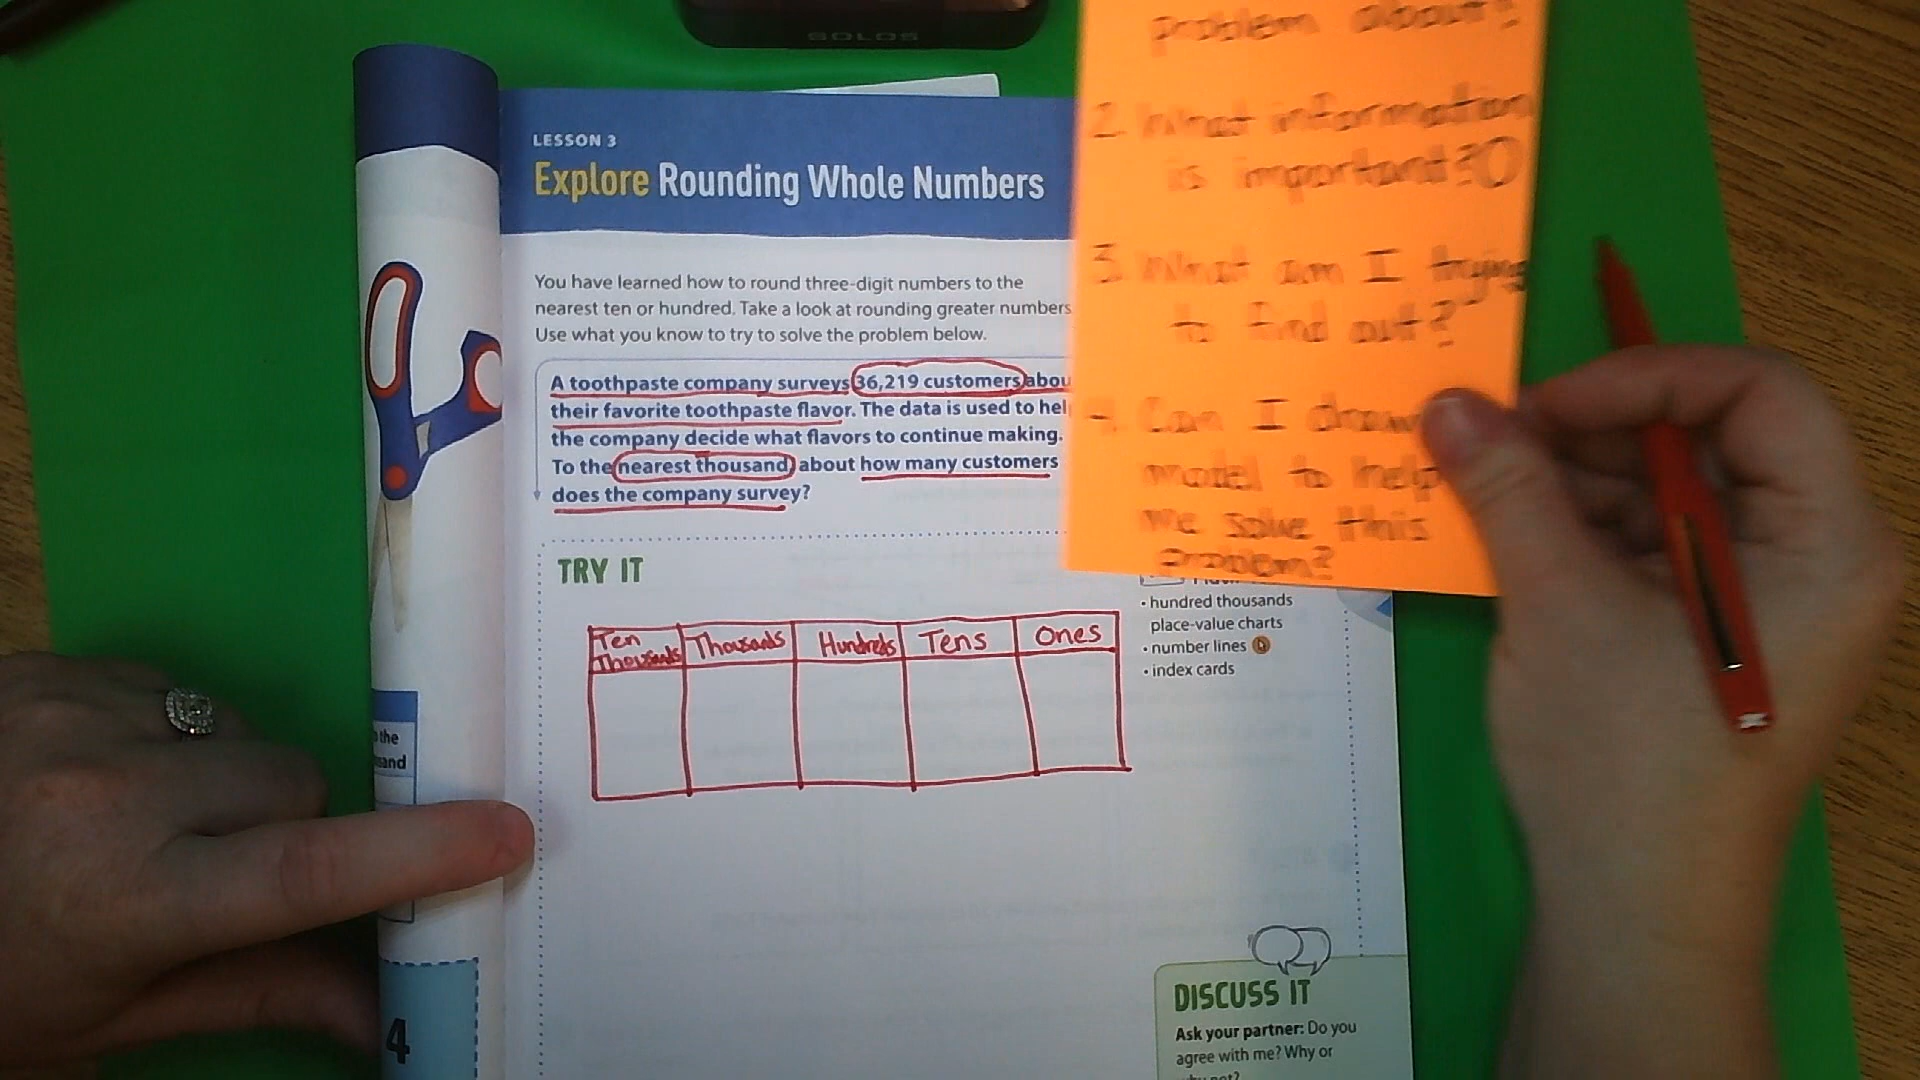 SOLOS
LESSON 3
Explore Rounding Whole Numbers
You have learned how to round three-digit numbers to the
nearest ten or hundred. Take a look at rounding greater numbers
Use what you know to try to solve the problem below.
A toothpaste company surveys 36,219 customers abou
their favorite toothpaste flavor. The data is used to hel
the company decide what flavors to continue making.
To the nearest thousand, about how many customers
does the company survey?
problem about?
2. What information
is important? O
3. What am I trying
to find out?
4. Can I draw
model to help
me solve this
problem?
TRY IT
Ten Thousands Thousands Hundreds Tens Ones
• hundred thousands
place-value charts
• number lines
• index cards
the
sand
4
DISCUSS IT
Ask your partner: Do you
agree with me? Why or
why not?